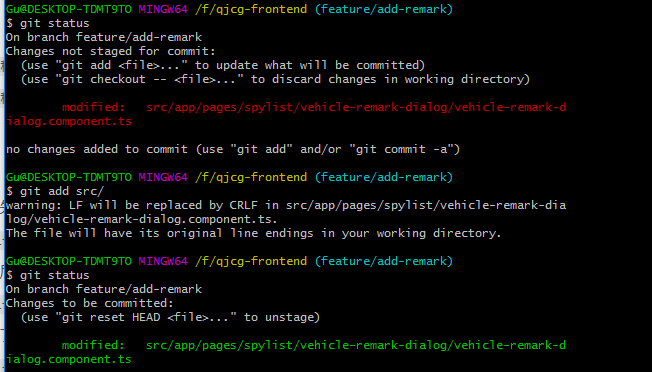 Gu@DESKTOP-TDMT9TO MINGW64 /f/qjcg-frontend (feature/add-remark)
$ git status
On branch feature/add-remark
Changes not staged for commit:
  (use "git add <file>..." to update what will be committed)
  (use "git checkout -- <file>..." to discard changes in working directory)
        modified:   src/app/pages/spylist/vehicle-remark-dialog/vehicle-remark-d
ialog.component.ts
no changes added to commit (use "git add" and/or "git commit -a")
Gu@DESKTOP-TDMT9TO MINGW64 /f/qjcg-frontend (feature/add-remark)
$ git add src/
warning: LF will be replaced by CRLF in src/app/pages/spylist/vehicle-remark-dia
log/vehicle-remark-dialog.component.ts.
The file will have its original line endings in your working directory.
Gu@DESKTOP-TDMT9TO MINGW64 /f/qjcg-frontend (feature/add-remark)
$ git status
On branch feature/add-remark
Changes to be committed:
  (use "git reset HEAD <file>..." to unstage)
        modified:   src/app/pages/spylist/vehicle-remark-dialog/vehicle-remark-d
ialog.component.ts